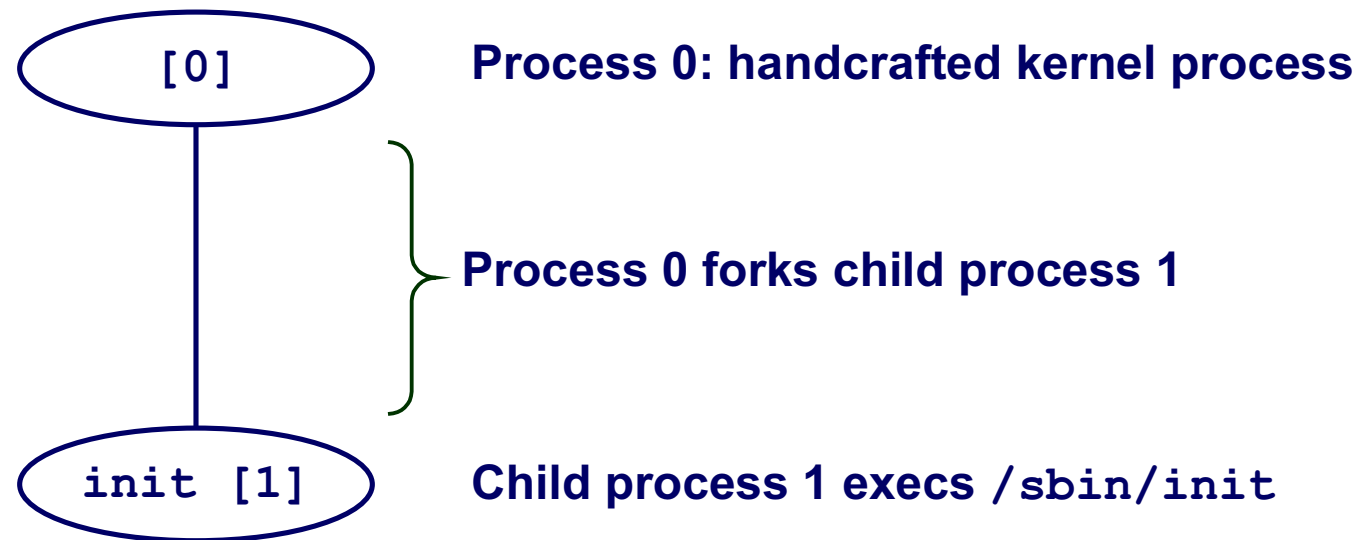 [0]
Process 0: handcrafted kernel process
Process 0 forks child process 1
init [1]
Child process 1 execs /sbin/init